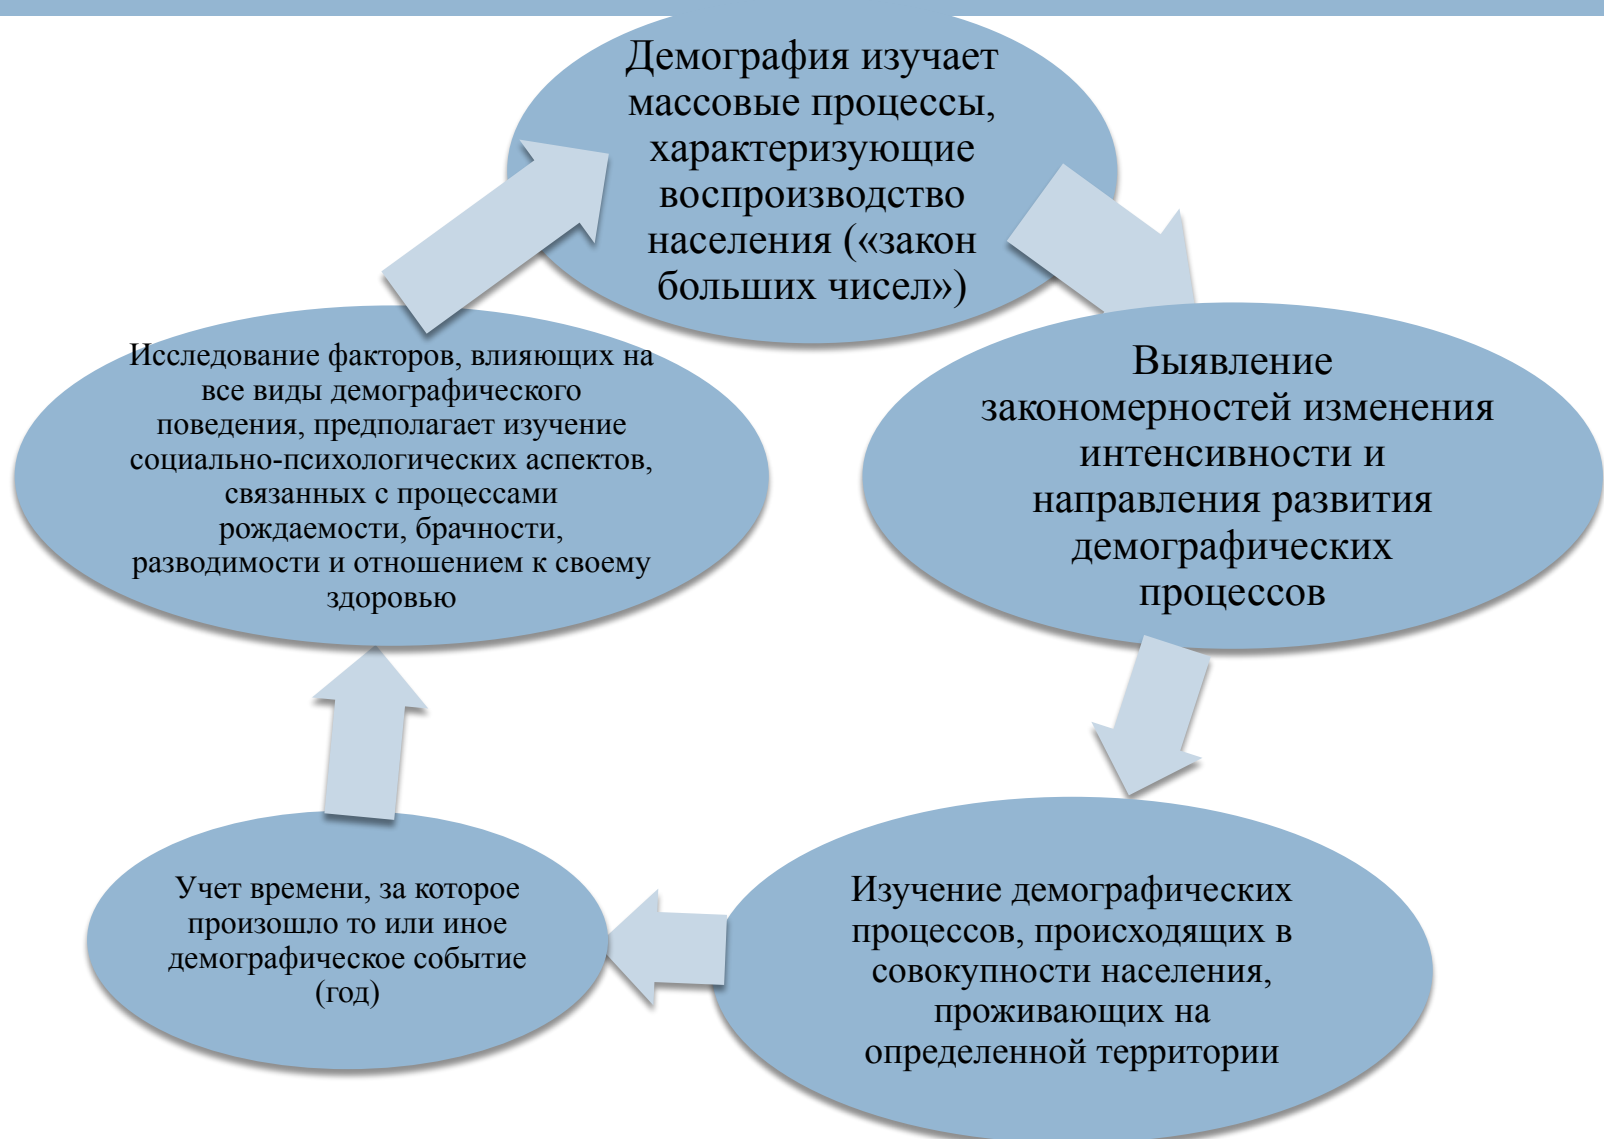 Демография изучает
массовые процессы,
характеризующие
воспроизводство
населения («закон
больших чисел»)
Выявление
закономерностей изменения
интенсивности и
направления развития
демографических
процессов
Изучение демографических
процессов, происходящих в
совокупности населения,
проживающих на
определенной территории
Учет времени, за которое
произошло то или иное
демографическое событие
(год)
Исследование факторов, влияющих на
все виды демографического
поведения, предполагает изучение
социально-психологических аспектов,
связанных с процессами
рождаемости, брачности,
разводимости и отношением к своему
здоровью